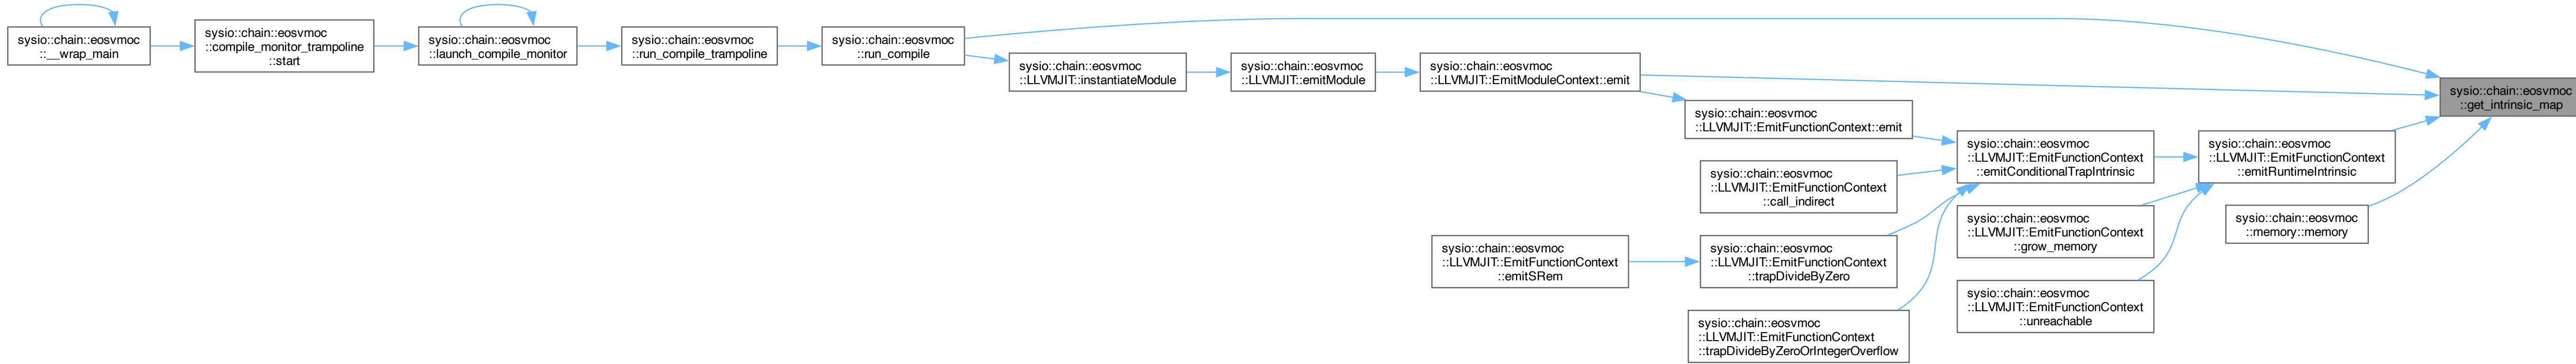 sysio::chain::eosvmoc
::__wrap_main
sysio::chain::eosvmoc
::compile_monitor_trampoline
::start
sysio::chain::eosvmoc
::launch_compile_monitor
sysio::chain::eosvmoc
::run_compile_trampoline
sysio::chain::eosvmoc
::run_compile
sysio::chain::eosvmoc
::LLVMJIT::instantiateModule
sysio::chain::eosvmoc
::LLVMJIT::emitModule
sysio::chain::eosvmoc
::LLVMJIT::EmitModuleContext::emit
sysio::chain::eosvmoc
::LLVMJIT::EmitFunctionContext::emit
sysio::chain::eosvmoc
::LLVMJIT::EmitFunctionContext
::call_indirect
sysio::chain::eosvmoc
::LLVMJIT::EmitFunctionContext
::emitSRem
sysio::chain::eosvmoc
::LLVMJIT::EmitFunctionContext
::trapDivideByZero
sysio::chain::eosvmoc
::LLVMJIT::EmitFunctionContext
::trapDivideByZeroOrIntegerOverflow
sysio::chain::eosvmoc
::LLVMJIT::EmitFunctionContext
::emitConditionalTrapIntrinsic
sysio::chain::eosvmoc
::LLVMJIT::EmitFunctionContext
::grow_memory
sysio::chain::eosvmoc
::LLVMJIT::EmitFunctionContext
::unreachable
sysio::chain::eosvmoc
::LLVMJIT::EmitFunctionContext
::emitRuntimeIntrinsic
sysio::chain::eosvmoc
::memory::memory
sysio::chain::eosvmoc
::get_intrinsic_map